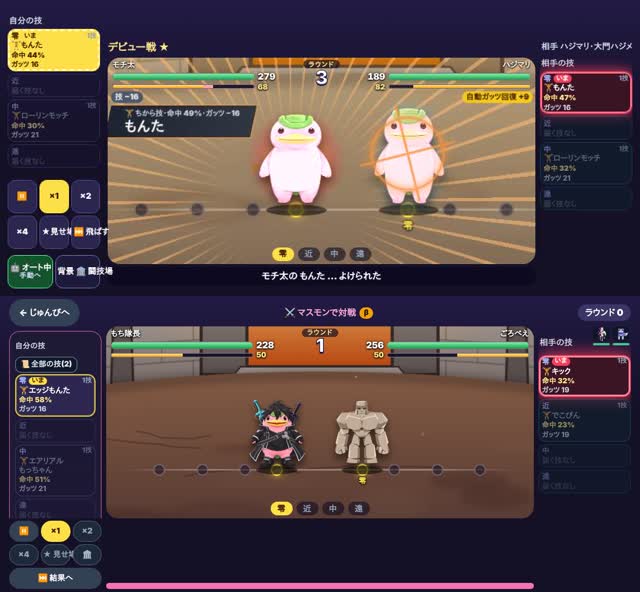 自分の技
零 いま 1技
もんた
命中 44%
ガッツ 16
近
届く技なし
中 1技
ローリンモッチ
命中 30%
ガッツ 21
遠
届く技なし
×1
×2
×4
★見せ場
飛ばす
オート中
手動へ
背景 闘技場
デビュー戦 ★
モチ太
ラウンド
3
ハジマリ
279
68
189
82
技 −16
自動ガッツ回復 +9
ちから技・命中 49%・ガッツ −16
もんた
零
零 近 中 遠
モチ太の もんた … よけられた
相手 ハジマリ・大門ハジメ
相手の技
零 いま 1技
もんた
命中 47%
ガッツ 16
近
届く技なし
中 1技
ローリンモッチ
命中 32%
ガッツ 21
遠
届く技なし
← じゅんびへ
マスモンで対戦 β
ラウンド 0
自分の技
全部の技(2)
零 いま 1技
エッジもんた
命中 58%
ガッツ 16
近
届く技なし
中 1技
エアリアル
もっちゃん
命中 51%
ガッツ 21
遠
届く技なし
×1
×2
×4
★ 見せ場
結果へ
もち隊長
ラウンド
1
ごろぺえ
228
50
256
50
零
零 近 中 遠
相手の技
零 いま 1技
キック
命中 32%
ガッツ 19
近 1技
でこぴん
命中 23%
ガッツ 19
中
届く技なし
遠
届く技なし